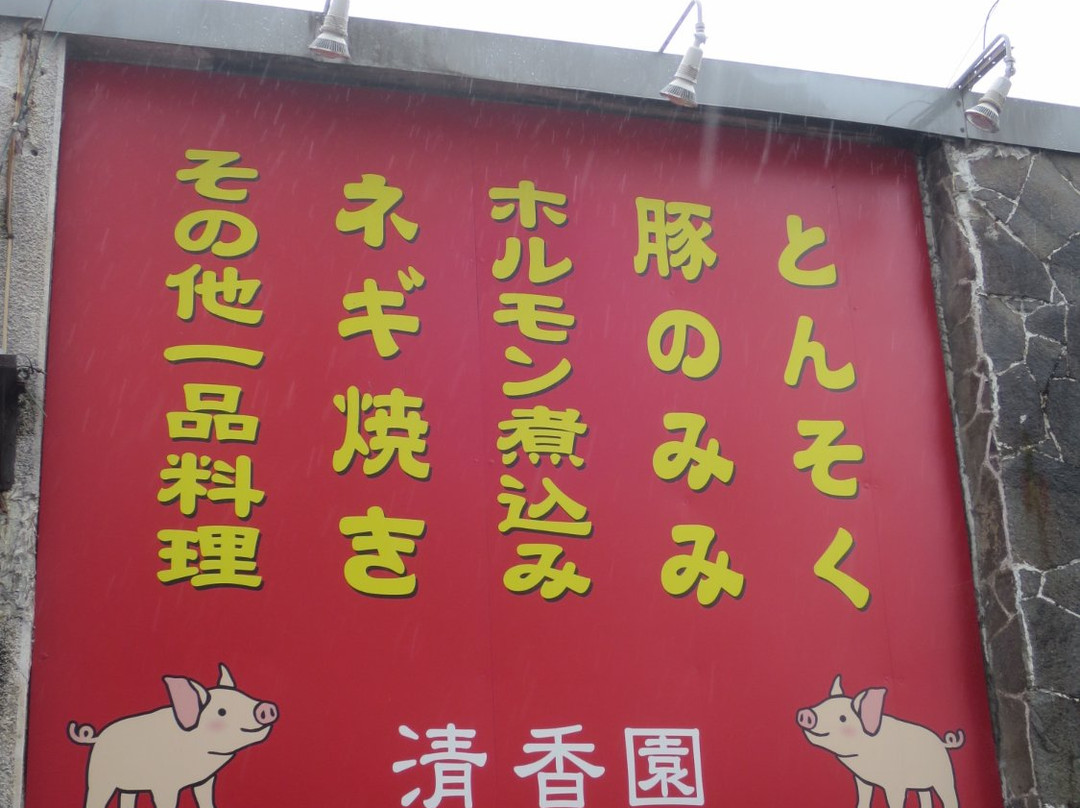 とんそく
豚のみみ
ホルモン煮込み
ネギ焼き
その他一品料理
清香園